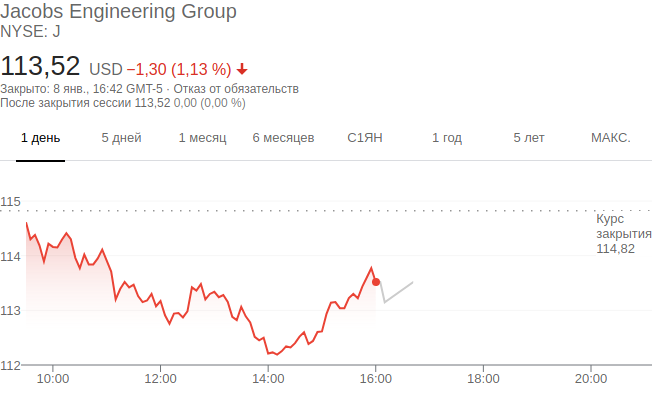 Jacobs Engineering Group
NYSE: J
113,52 USD −1,30 (1,13 %)
Закрыто: 8 янв., 16:42 GMT-5 · Отказ от обязательств
После закрытия сессии 113,52 0,00 (0,00 %)
1 день 5 дней 1 месяц 6 месяцев С1ЯН 1 год 5 лет МАКС.
115
Курс
закрытия
114,82
114
113
112
10:00 12:00 14:00 16:00 18:00 20:00